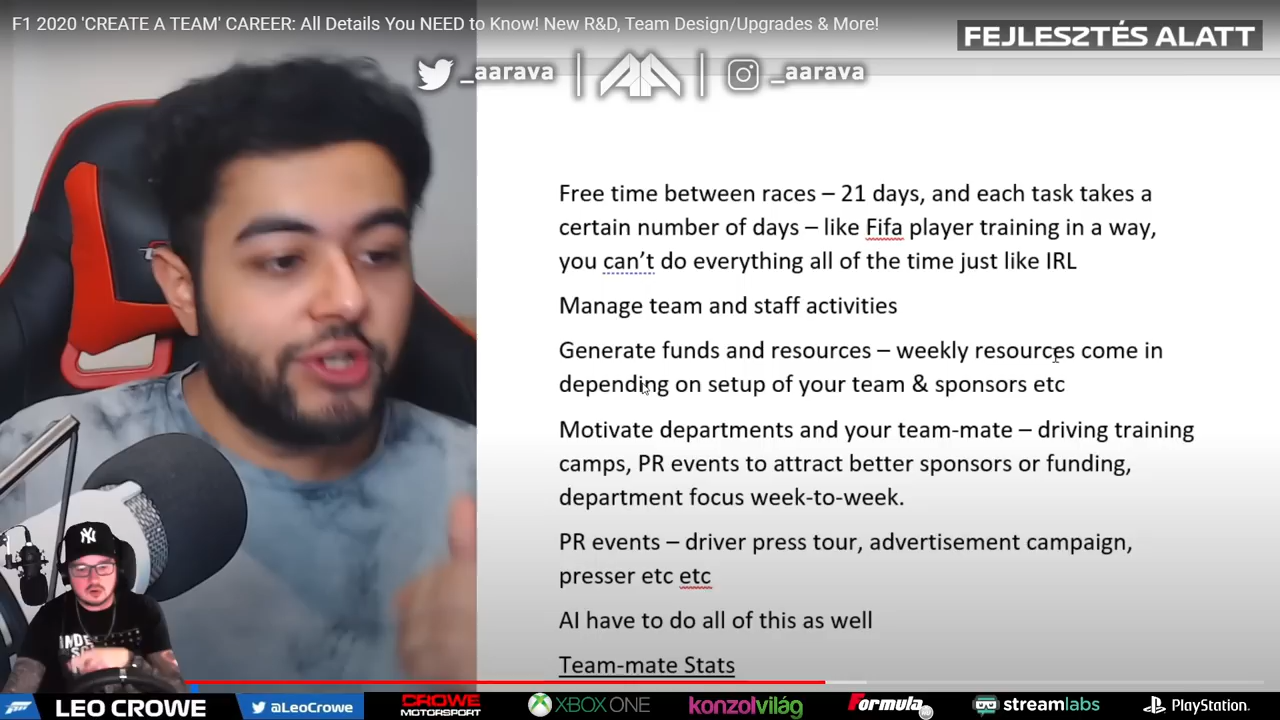 F1 2020 'CREATE A TEAM' CAREER: All Details You NEED to Know! New R&D, Team Design/Upgrades & More!
FEJLESZTÉS ALATT
_aarava
_aarava
Free time between races – 21 days, and each task takes a
certain number of days – like Fifa player training in a way,
you can't do everything all of the time just like IRL
Manage team and staff activities
Generate funds and resources – weekly resources come in
depending on setup of your team & sponsors etc
Motivate departments and your team-mate – driving training
camps, PR events to attract better sponsors or funding,
department focus week-to-week.
PR events – driver press tour, advertisement campaign,
presser etc etc
AI have to do all of this as well
Team-mate Stats
LEO CROWE
@LeoCrowe
CROWE
MOTORSPORT
XBOX ONE
konzolvilág
Formula
streamlabs
PlayStation.